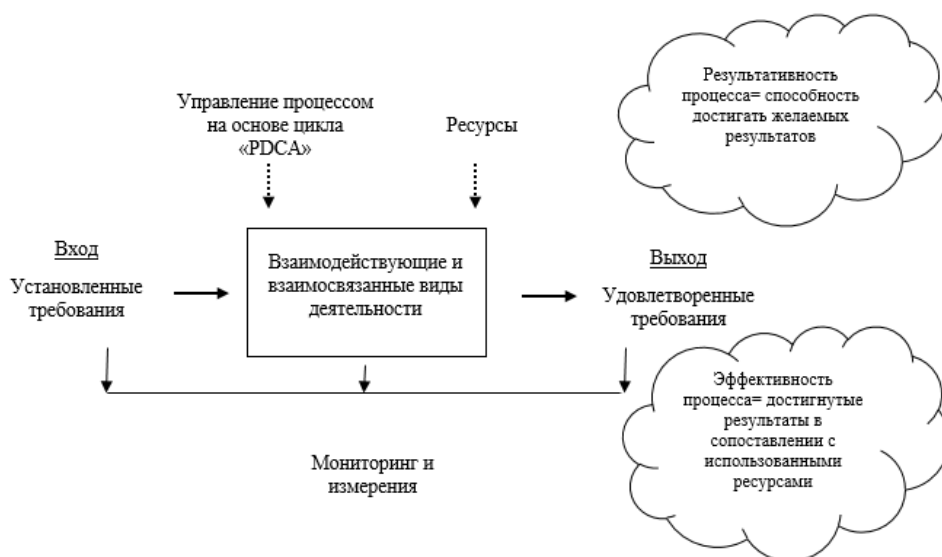 Результативность
процесса= способность
достигать желаемых
результатов
Управление процессом
на основе цикла
«PDCA»
Ресурсы
Вход
Установленные
требования
Взаимодействующие и
взаимосвязанные виды
деятельности
Выход
Удовлетворенные
требования
Эффективность
процесса= достигнутые
результаты в
сопоставлении с
использованными
ресурсами
Мониторинг и
измерения